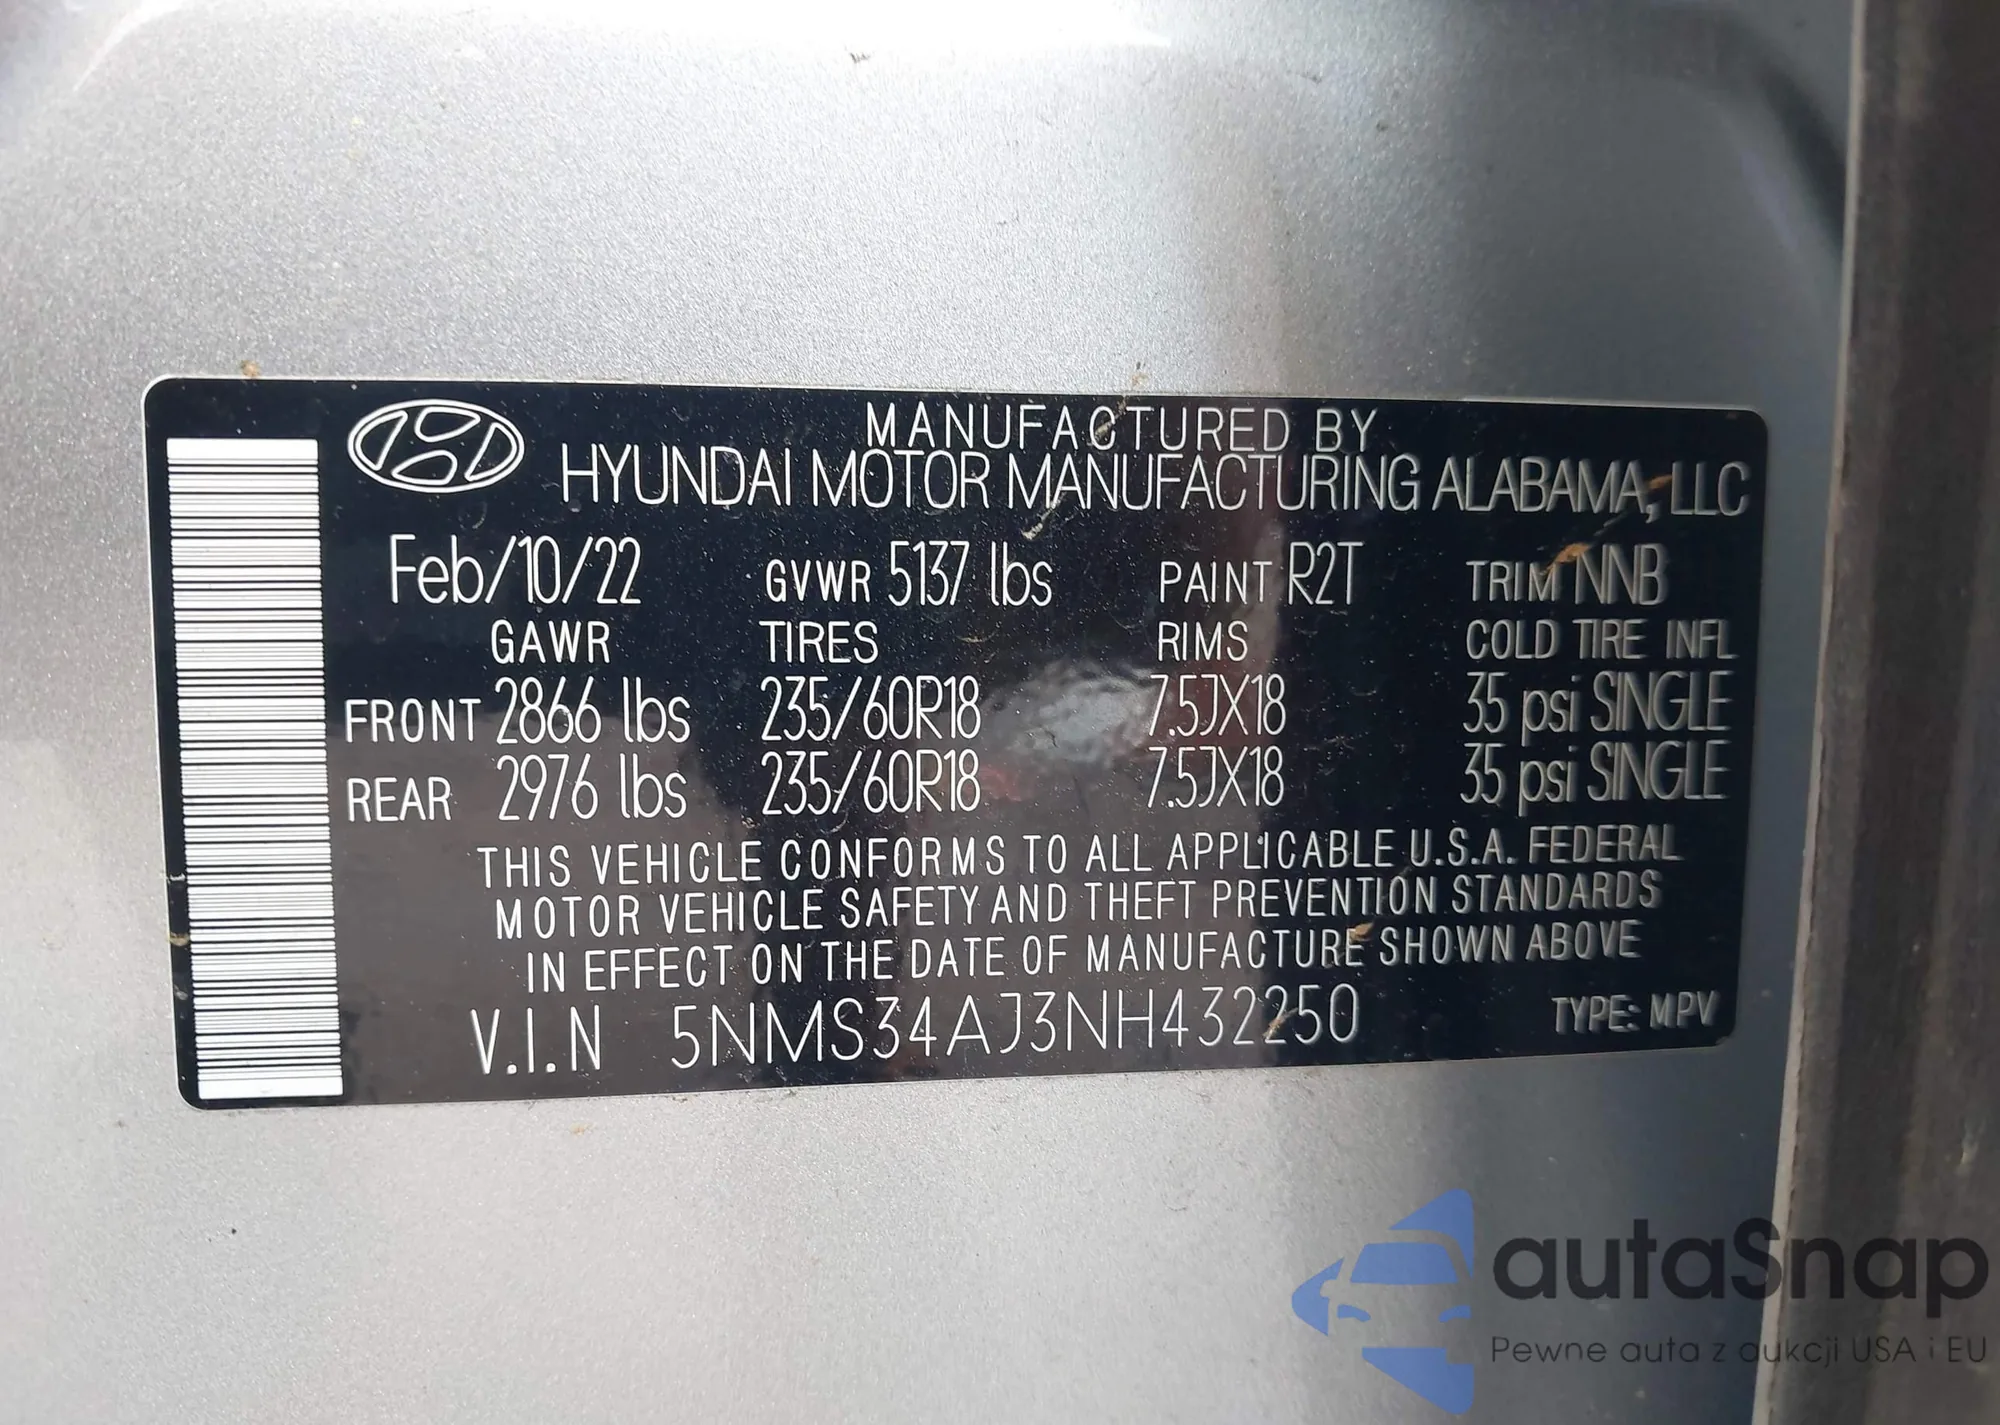 MANUFACTURED BY
HYUNDAI MOTOR MANUFACTURING ALABAMA, LLC
Feb/10/22 GVWR 5137 lbs PAINT R2T TRIM NNB
GAWR TIRES RIMS COLD TIRE INFL
FRONT 2866 lbs 235/60R18 7.5JX18 35 psi SINGLE
REAR 2976 lbs 235/60R18 7.5JX18 35 psi SINGLE
THIS VEHICLE CONFORMS TO ALL APPLICABLE U.S.A. FEDERAL
MOTOR VEHICLE SAFETY AND THEFT PREVENTION STANDARDS
IN EFFECT ON THE DATE OF MANUFACTURE SHOWN ABOVE
V.I.N 5NMS34AJ3NH432250 TYPE: MPV
autaSnap
Pewne auta z aukcji USA i EU